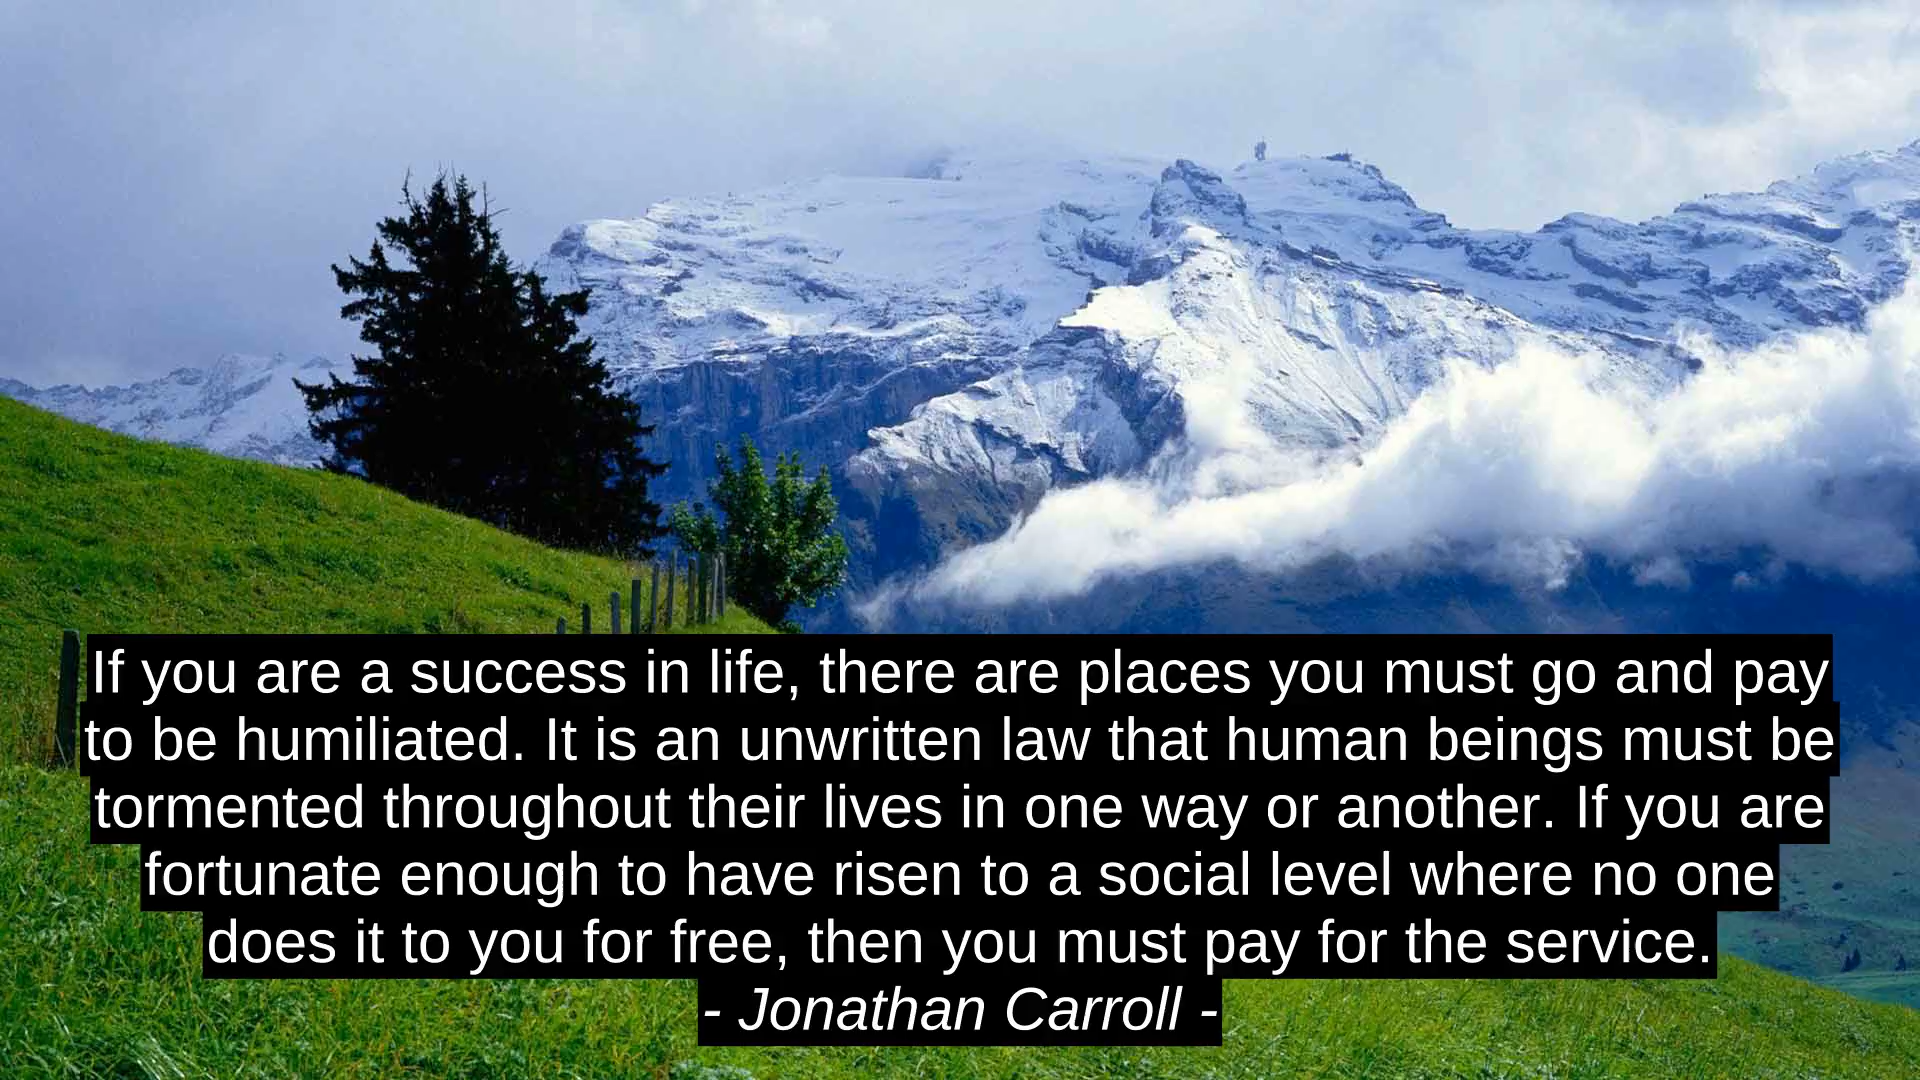 If you are a success in life, there are places you must go and pay
to be humiliated. It is an unwritten law that human beings must be
tormented throughout their lives in one way or another. If you are
fortunate enough to have risen to a social level where no one
does it to you for free, then you must pay for the service.
- Jonathan Carroll -